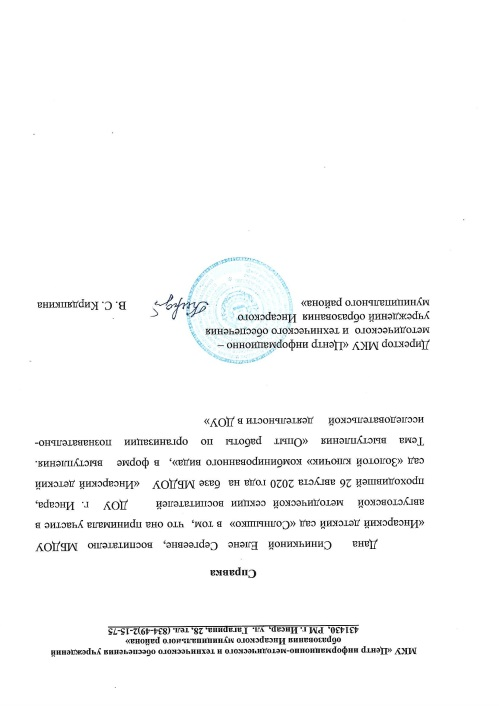 МКУ «Центр информационно-методического и технического обеспечения учреждений
образования Инсарского муниципального района»
431430, РМ г. Инсар, ул. Гагарина, 28, тел. (834-49)2-15-75
Справка
Дана Синичкиной Елене Сергеевне, воспитателю МБДОУ
«Инсарский детский сад «Солнышко» в том, что она принимала участие в
августовской методической секции воспитателей ДОУ г. Инсара,
проходившей 26 августа 2020 года на базе МБДОУ «Инсарский детский
сад «Золотой ключик» комбинированного вида», в форме выступления.
Тема выступления «Опыт работы по организации познавательно-
исследовательской деятельности в ДОУ»
Директор МКУ «Центр информационно –
методического и технического обеспечения
учреждений образования Инсарского
муниципального района» В. С. Кирдяпкина